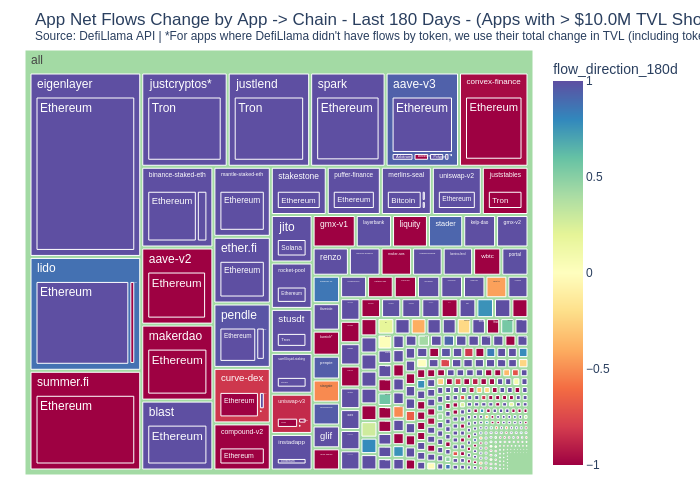 App Net Flows Change by App -> Chain - Last 180 Days - (Apps with > $10.0M TVL Sho
Source: DefiLlama API | *For apps where DefiLlama didn't have flows by token, we use their total change in TVL (including toke
all
flow_direction_180d
1
0.5
0
−0.5
−1
eigenlayer
Ethereum
justcryptos*
Tron
justlend
Tron
spark
Ethereum
aave-v3
Ethereum
convex-finance
Ethereum
binance-staked-eth
Ethereum
mantle-staked-eth
Ethereum
stakestone
Ethereum
puffer-finance
Ethereum
merlins-seal
Bitcoin
uniswap-v2
Ethereum
juststables
Tron
lido
Ethereum
aave-v2
Ethereum
ether.fi
Ethereum
jito
Solana
gmx-v1
layerbank
liquity
stader
kelp-dao
gmx-v2
renzo
wbtc
portal
rocket-pool
Ethereum
makerdao
Ethereum
pendle
Ethereum
stusdt
Tron
summer.fi
Ethereum
curve-dex
Ethereum
blast
Ethereum
uniswap-v3
compound-v2
Ethereum
instadapp
glif